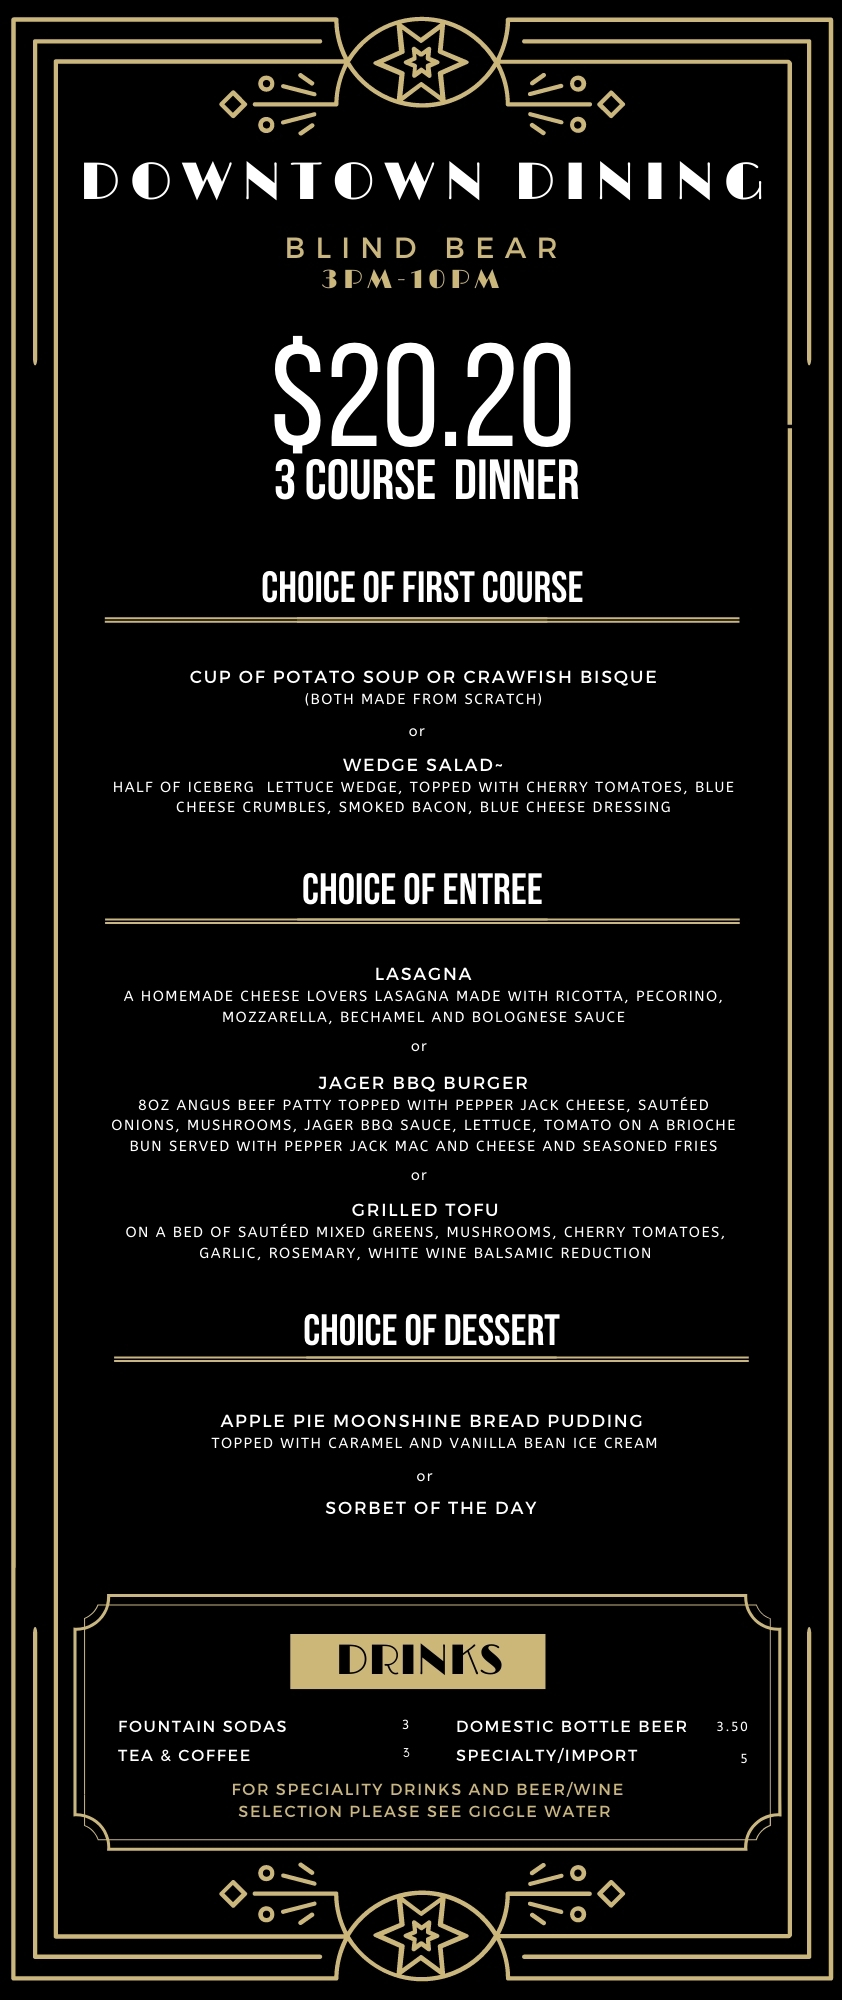 DOWNTOWN DINING
BLIND BEAR
3PM-10PM
$20.20
3 COURSE DINNER
CHOICE OF FIRST COURSE
CUP OF POTATO SOUP OR CRAWFISH BISQUE
(BOTH MADE FROM SCRATCH)
or
WEDGE SALAD~
HALF OF ICEBERG LETTUCE WEDGE, TOPPED WITH CHERRY TOMATOES, BLUE
CHEESE CRUMBLES, SMOKED BACON, BLUE CHEESE DRESSING
CHOICE OF ENTREE
LASAGNA
A HOMEMADE CHEESE LOVERS LASAGNA MADE WITH RICOTTA, PECORINO,
MOZZARELLA, BECHAMEL AND BOLOGNESE SAUCE
or
JAGER BBQ BURGER
8OZ ANGUS BEEF PATTY TOPPED WITH PEPPER JACK CHEESE, SAUTÉED
ONIONS, MUSHROOMS, JAGER BBQ SAUCE, LETTUCE, TOMATO ON A BRIOCHE
BUN SERVED WITH PEPPER JACK MAC AND CHEESE AND SEASONED FRIES
or
GRILLED TOFU
ON A BED OF SAUTÉED MIXED GREENS, MUSHROOMS, CHERRY TOMATOES,
GARLIC, ROSEMARY, WHITE WINE BALSAMIC REDUCTION
CHOICE OF DESSERT
APPLE PIE MOONSHINE BREAD PUDDING
TOPPED WITH CARAMEL AND VANILLA BEAN ICE CREAM
or
SORBET OF THE DAY
DRINKS
FOUNTAIN SODAS 3
TEA & COFFEE 3
DOMESTIC BOTTLE BEER 3.50
SPECIALTY/IMPORT 5
FOR SPECIALITY DRINKS AND BEER/WINE
SELECTION PLEASE SEE GIGGLE WATER